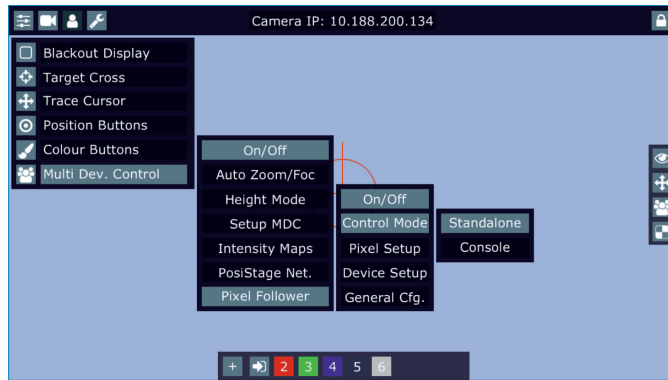 Camera IP: 10.188.200.134
Blackout Display
Target Cross
Trace Cursor
Position Buttons
Colour Buttons
Multi Dev. Control
On/Off
Auto Zoom/Foc
Height Mode
Setup MDC
Intensity Maps
PosiStage Net.
Pixel Follower
On/Off
Control Mode
Pixel Setup
Device Setup
General Cfg.
Standalone
Console
+ 2 3 4 5 6